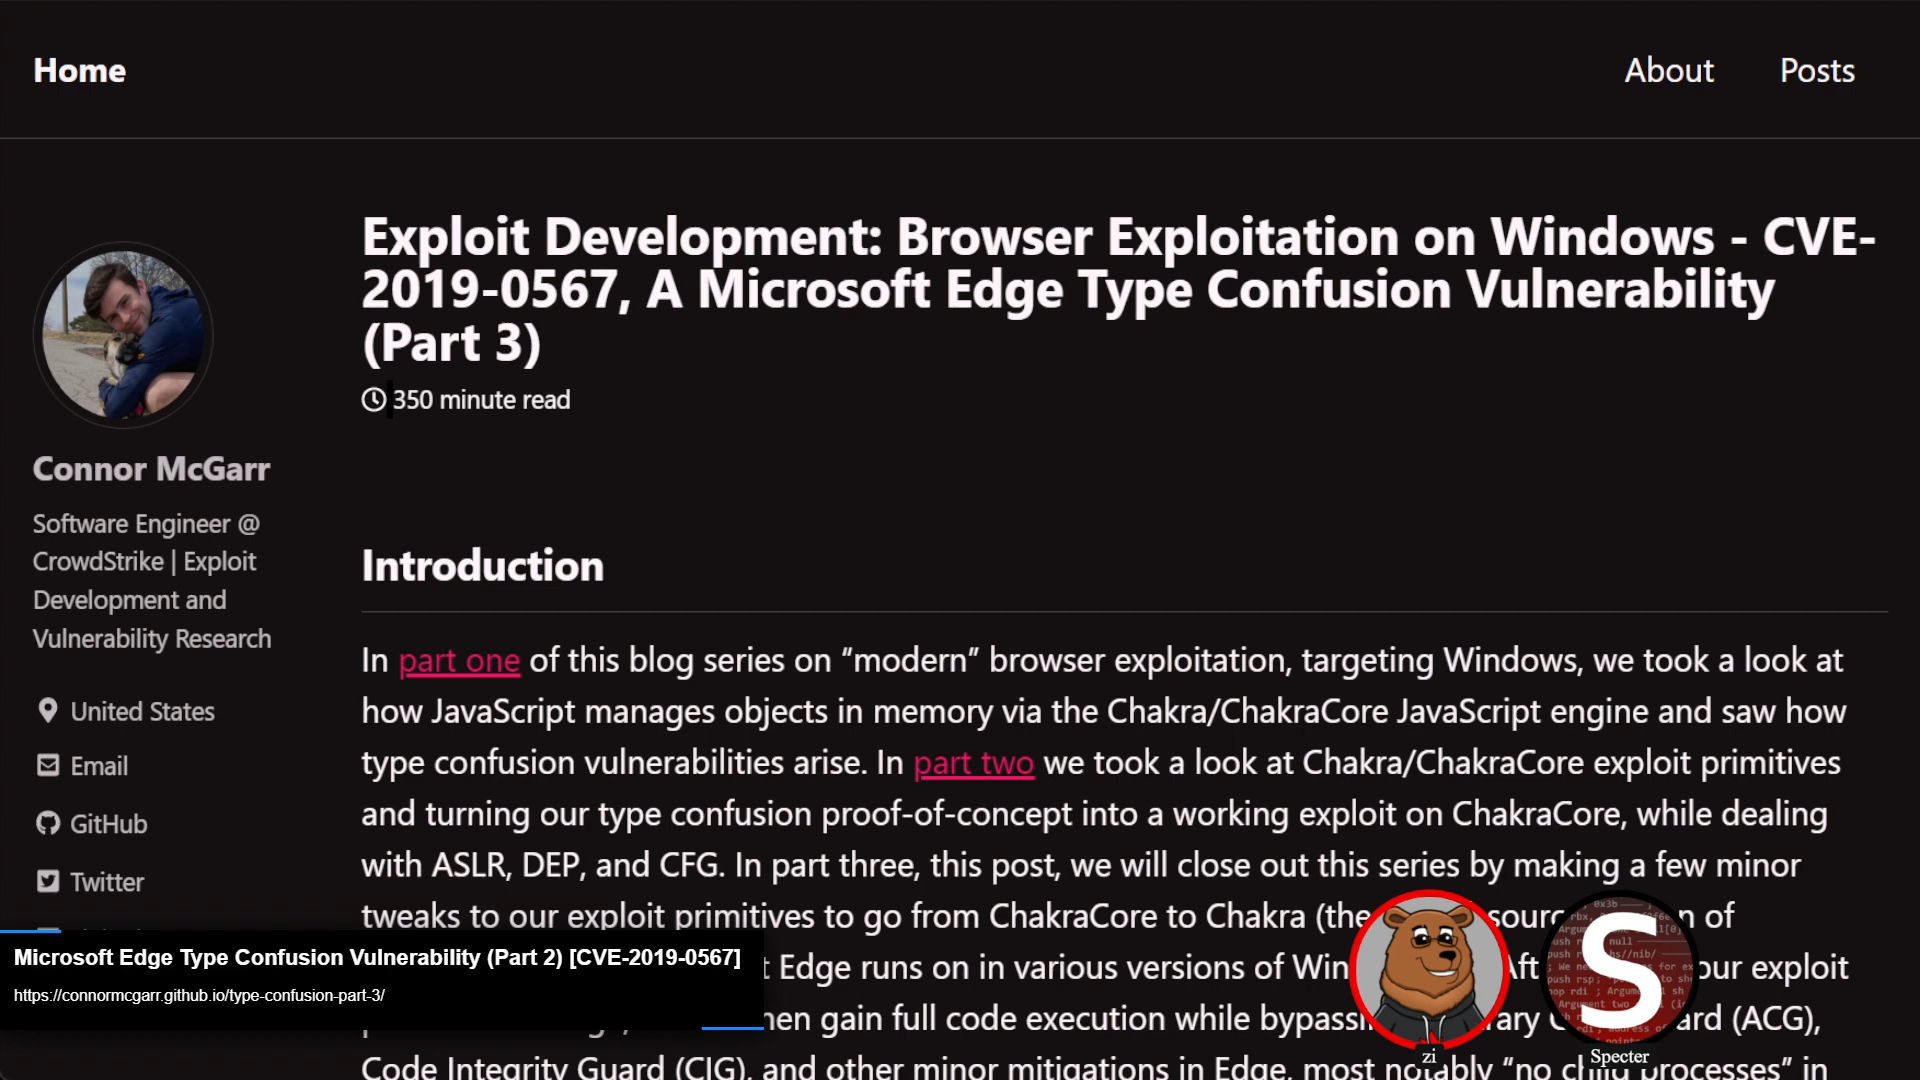 Home
About
Posts
Exploit Development: Browser Exploitation on Windows - CVE-
2019-0567, A Microsoft Edge Type Confusion Vulnerability
(Part 3)
350 minute read
Connor McGarr
Software Engineer @
CrowdStrike | Exploit
Development and
Vulnerability Research
United States
Email
GitHub
Twitter
Introduction
In part one of this blog series on “modern” browser exploitation, targeting Windows, we took a look at
how JavaScript manages objects in memory via the Chakra/ChakraCore JavaScript engine and saw how
type confusion vulnerabilities arise. In part two we took a look at Chakra/ChakraCore exploit primitives
and turning our type confusion proof-of-concept into a working exploit on ChakraCore, while dealing
with ASLR, DEP, and CFG. In part three, this post, we will close out this series by making a few minor
tweaks to our exploit primitives to go from ChakraCore to Chakra (the
of
Edge runs on in various versions of
our exploit
gain full code execution while
(ACG),
Code Integrity Guard (CIG), and other minor mitigations in Edge, most notably “no child processes” in
Microsoft Edge Type Confusion Vulnerability (Part 2) [CVE-2019-0567]
https://connormcgarr.github.io/type-confusion-part-3/
zi
S
Specter